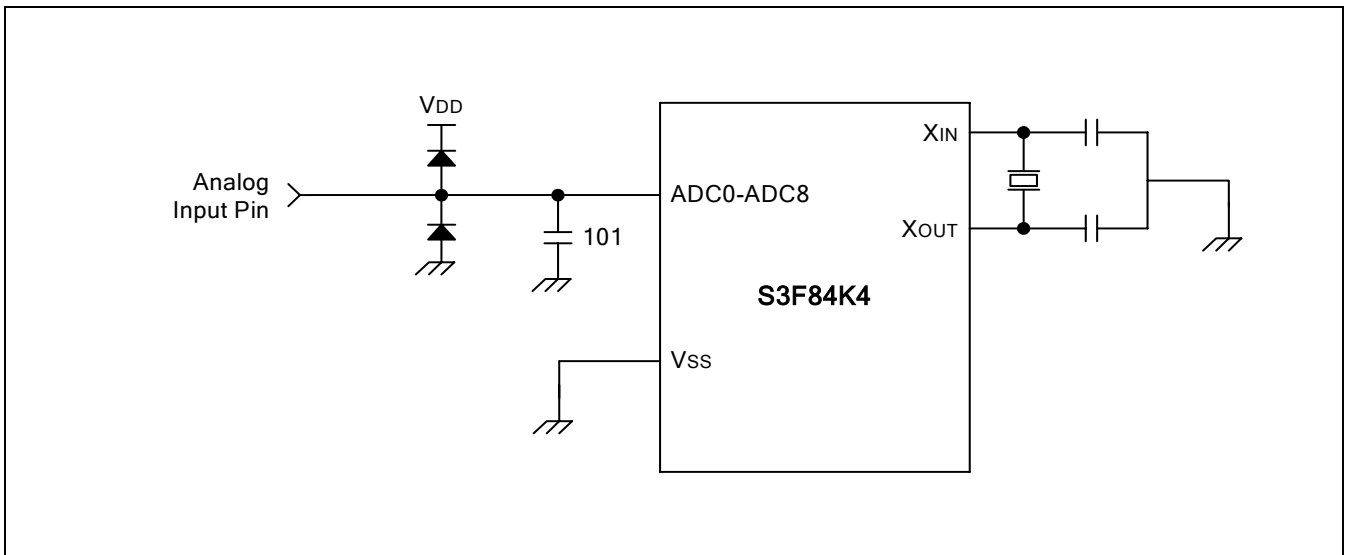 VDD
XIN
Analog
Input Pin
ADC0-ADC8
XOUT
101
S3F84K4
VSS